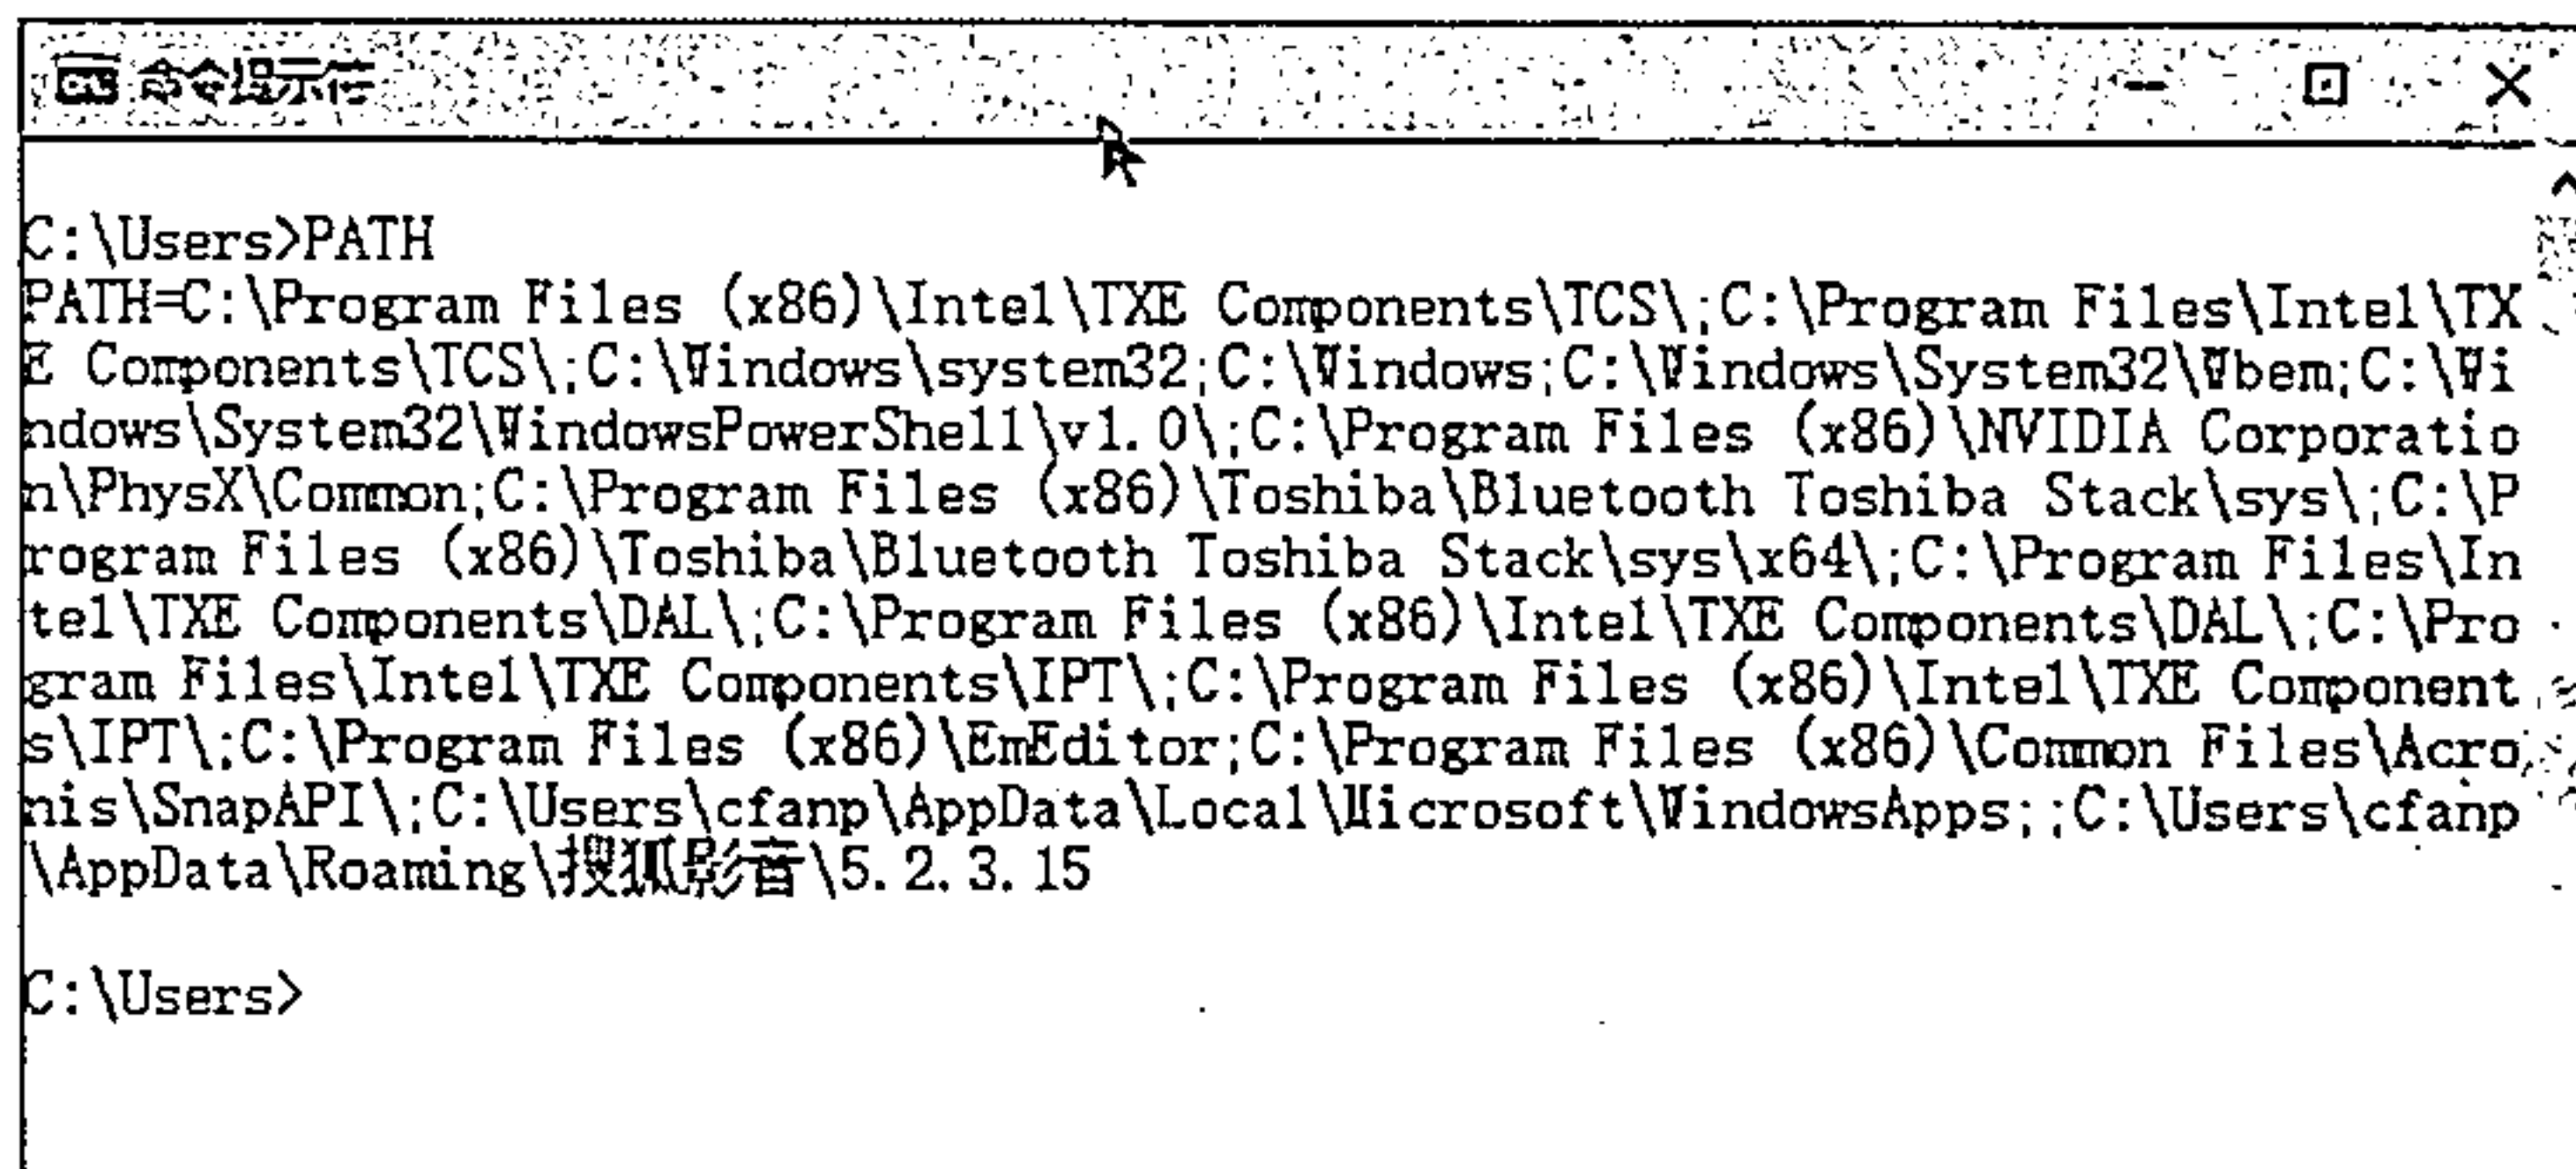 命令提示符
C:\Users>PATH
PATH=C:\Program Files (x86)\Intel\TXE Components\TCS\;C:\Program Files\Intel\TX
E Components\TCS\;C:\Windows\system32;C:\Windows;C:\Windows\System32\Wbem;C:\Wi
ndows\System32\WindowsPowerShell\v1.0\;C:\Program Files (x86)\NVIDIA Corporatio
n\PhysX\Common;C:\Program Files (x86)\Toshiba\Bluetooth Toshiba Stack\sys\;C:\P
rogram Files (x86)\Toshiba\Bluetooth Toshiba Stack\sys\x64\;C:\Program Files\In
tel\TXE Components\DAL\;C:\Program Files (x86)\Intel\TXE Components\DAL\;C:\Pro
gram Files\Intel\TXE Components\IPT\;C:\Program Files (x86)\Intel\TXE Component
s\IPT\;C:\Program Files (x86)\EmEditor;C:\Program Files (x86)\Common Files\Acro
nis\SnapAPI\;C:\Users\cfanp\AppData\Local\Microsoft\WindowsApps;;C:\Users\cfanp
\AppData\Roaming\搜狐影音\5.2.3.15
C:\Users>